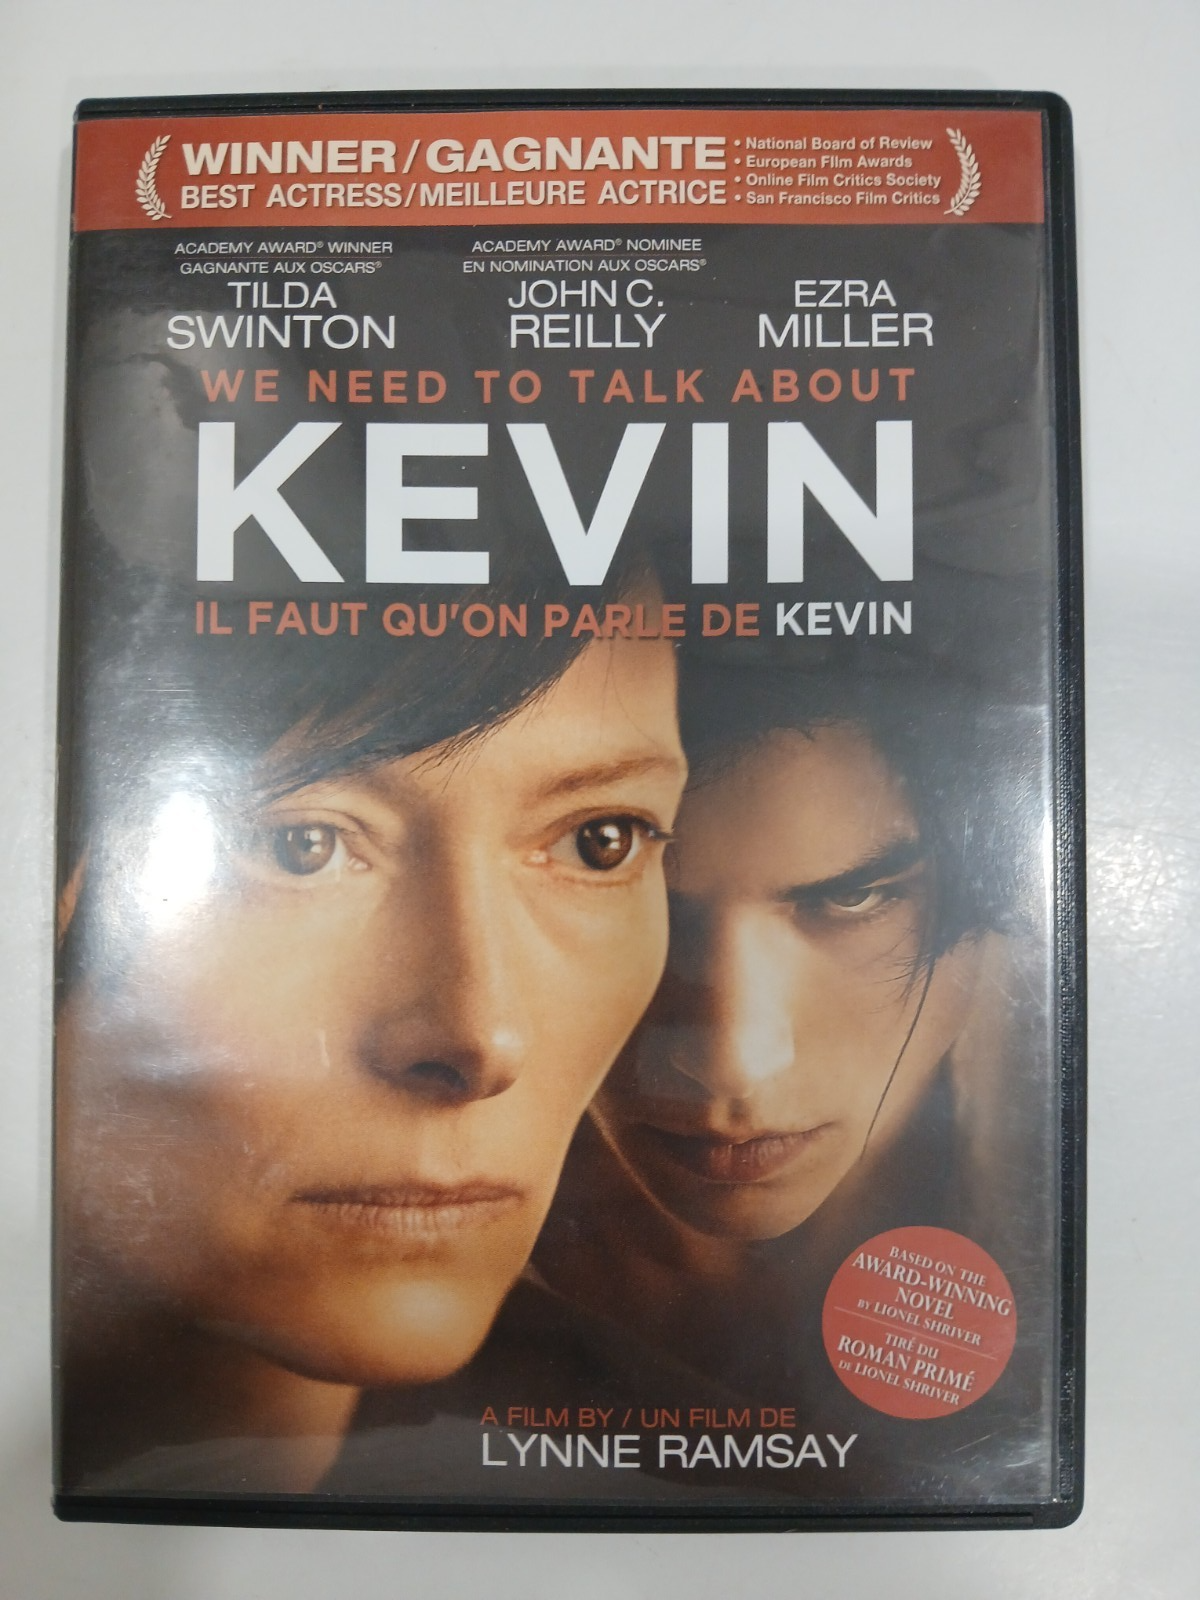 WINNER/GAGNANTE
BEST ACTRESS/MEILLEURE ACTRICE
• National Board of Review
• European Film Awards
• Online Film Critics Society
• San Francisco Film Critics
ACADEMY AWARD® WINNER
GAGNANTE AUX OSCARS®
TILDA
SWINTON
ACADEMY AWARD® NOMINEE
EN NOMINATION AUX OSCARS®
JOHN C.
REILLY
EZRA
MILLER
WE NEED TO TALK ABOUT
KEVIN
IL FAUT QU'ON PARLE DE KEVIN
BASED ON THE
AWARD-WINNING
NOVEL
BY LIONEL SHRIVER
TIRÉ DU
ROMAN PRIMÉ
DE LIONEL SHRIVER
A FILM BY / UN FILM DE
LYNNE RAMSAY